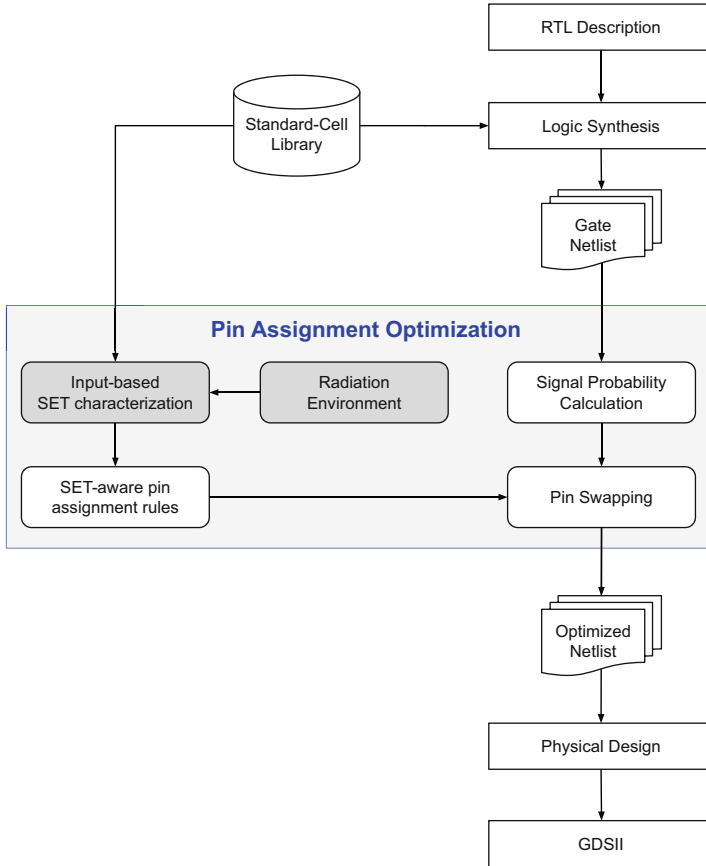 RTL Description
Standard-Cell
Library
Logic Synthesis
Gate
Netlist
Pin Assignment Optimization
Input-based
SET characterization
Radiation
Environment
Signal Probability
Calculation
SET-aware pin
assignment rules
Pin Swapping
Optimized
Netlist
Physical Design
GDSII